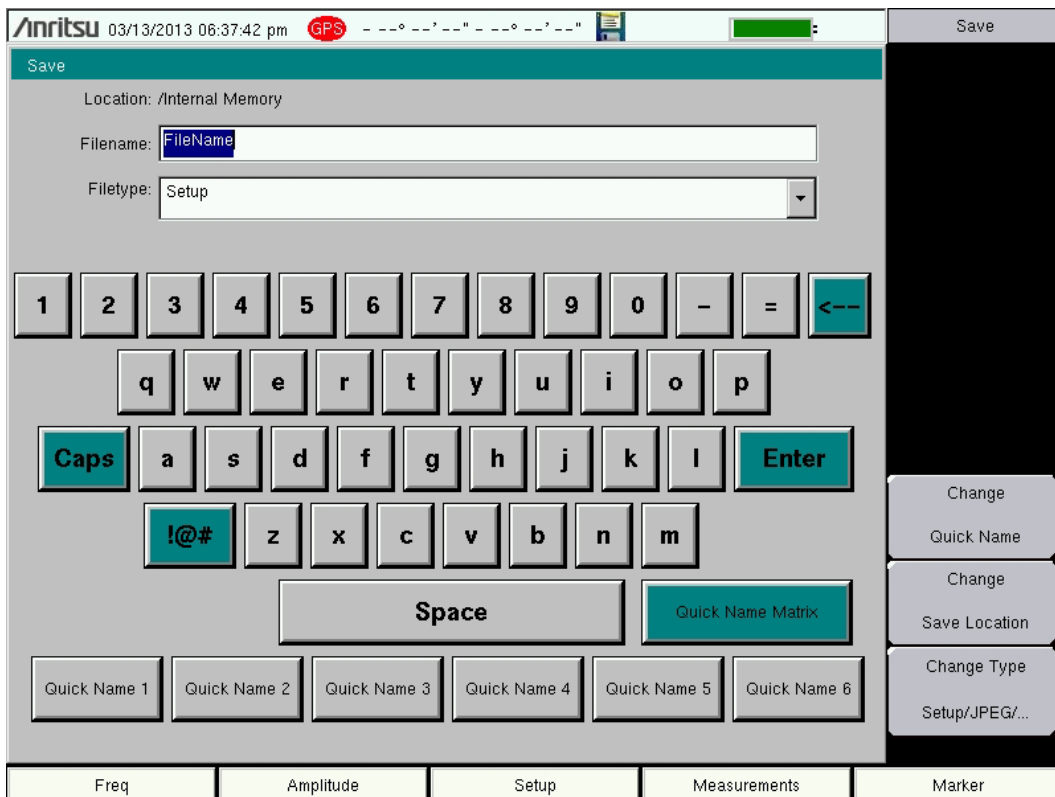 Anritsu 03/13/2013 06:37:42 pm GPS - --° --'--" - --° --'--"
Save
Save
Location: /Internal Memory
Filename: FileName
Filetype: Setup
1 2 3 4 5 6 7 8 9 0 - = <--
q w e r t y u i o p
Caps a s d f g h j k l Enter
!@# z x c v b n m
Space Quick Name Matrix
Quick Name 1 Quick Name 2 Quick Name 3 Quick Name 4 Quick Name 5 Quick Name 6
Change
Quick Name
Change
Save Location
Change Type
Setup/JPEG/...
Freq Amplitude Setup Measurements Marker